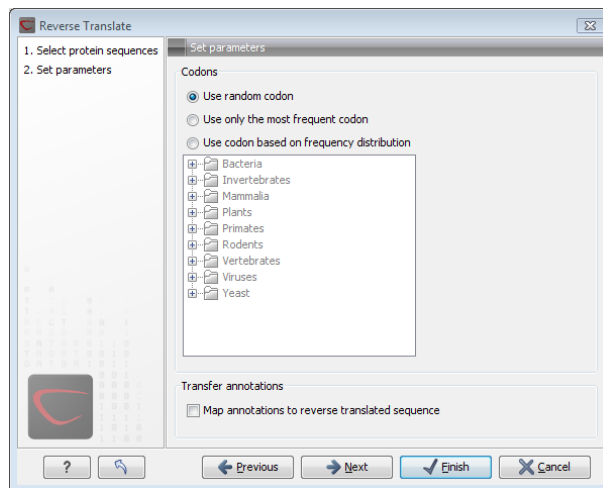 Reverse Translate
1. Select protein sequences
2. Set parameters
Set parameters
Codons
Use random codon
Use only the most frequent codon
Use codon based on frequency distribution
Bacteria
Invertebrates
Mammalia
Plants
Primates
Rodents
Vertebrates
Viruses
Yeast
Transfer annotations
Map annotations to reverse translated sequence
? Previous Next Finish Cancel